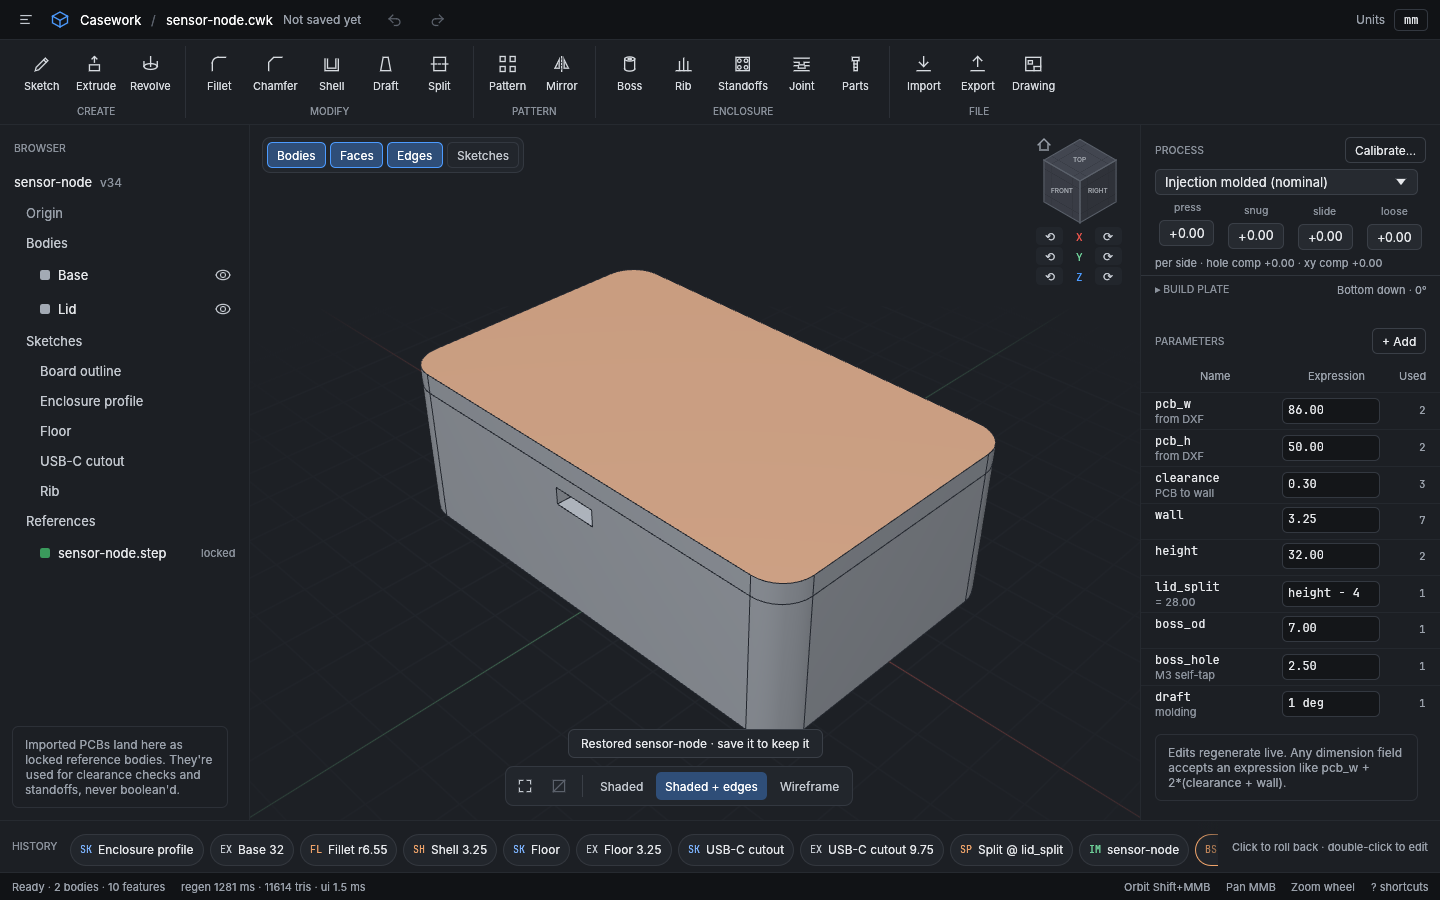 Casework / sensor-node.cwk Not saved yet Units mm
Sketch Extrude Revolve Fillet Chamfer Shell Draft Split Pattern Mirror Boss Rib Standoffs Joint Parts Import Export Drawing
CREATE MODIFY PATTERN ENCLOSURE FILE
BROWSER
sensor-node v34
Origin
Bodies
Base
Lid
Sketches
Board outline
Enclosure profile
Floor
USB-C cutout
Rib
References
sensor-node.step locked
Imported PCBs land here as
locked reference bodies. They're
used for clearance checks and
standoffs, never boolean'd.
Bodies Faces Edges Sketches
TOP
FRONT RIGHT
⟲ X ⟳
⟲ Y ⟳
⟲ Z ⟳
Restored sensor-node · save it to keep it
Shaded Shaded + edges Wireframe
PROCESS Calibrate...
Injection molded (nominal)
press snug slide loose
+0.00 +0.00 +0.00 +0.00
per side · hole comp +0.00 · xy comp +0.00
▸ BUILD PLATE Bottom down · 0°
PARAMETERS + Add
Name Expression Used
pcb_w 86.00 2
from DXF
pcb_h 50.00 2
from DXF
clearance 0.30 3
PCB to wall
wall 3.25 7
height 32.00 2
lid_split height - 4 1
= 28.00
boss_od 7.00 1
boss_hole 2.50 1
M3 self-tap
draft 1 deg 1
molding
Edits regenerate live. Any dimension field
accepts an expression like pcb_w +
2*(clearance + wall).
HISTORY SK Enclosure profile EX Base 32 FL Fillet r6.55 SH Shell 3.25 SK Floor EX Floor 3.25 SK USB-C cutout EX USB-C cutout 9.75 SP Split @ lid_split IM sensor-node BS Click to roll back · double-click to edit
Ready · 2 bodies · 10 features regen 1281 ms · 11614 tris · ui 1.5 ms Orbit Shift+MMB Pan MMB Zoom wheel ? shortcuts